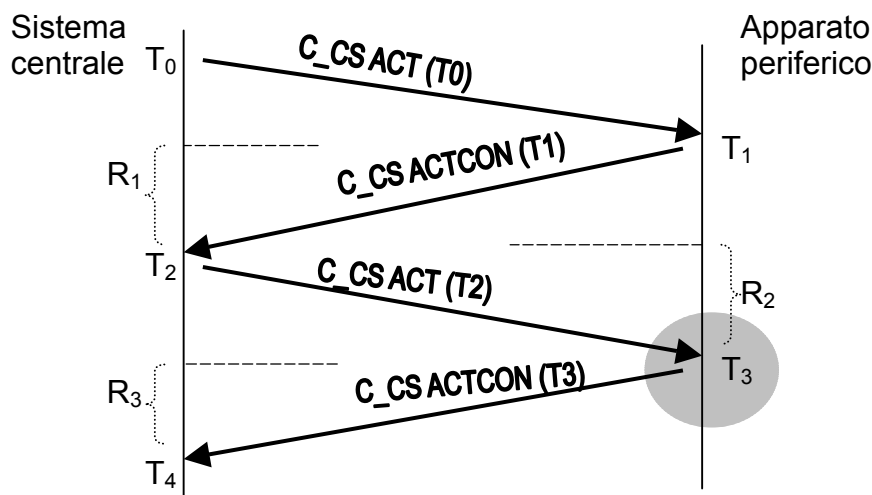 Sistema
centrale
Apparato
periferico
T₀
C_CS ACT (T0)
T₁
C_CS ACTCON (T1)
R₁
T₂
C_CS ACT (T2)
R₂
T₃
C_CS ACTCON (T3)
R₃
T₄